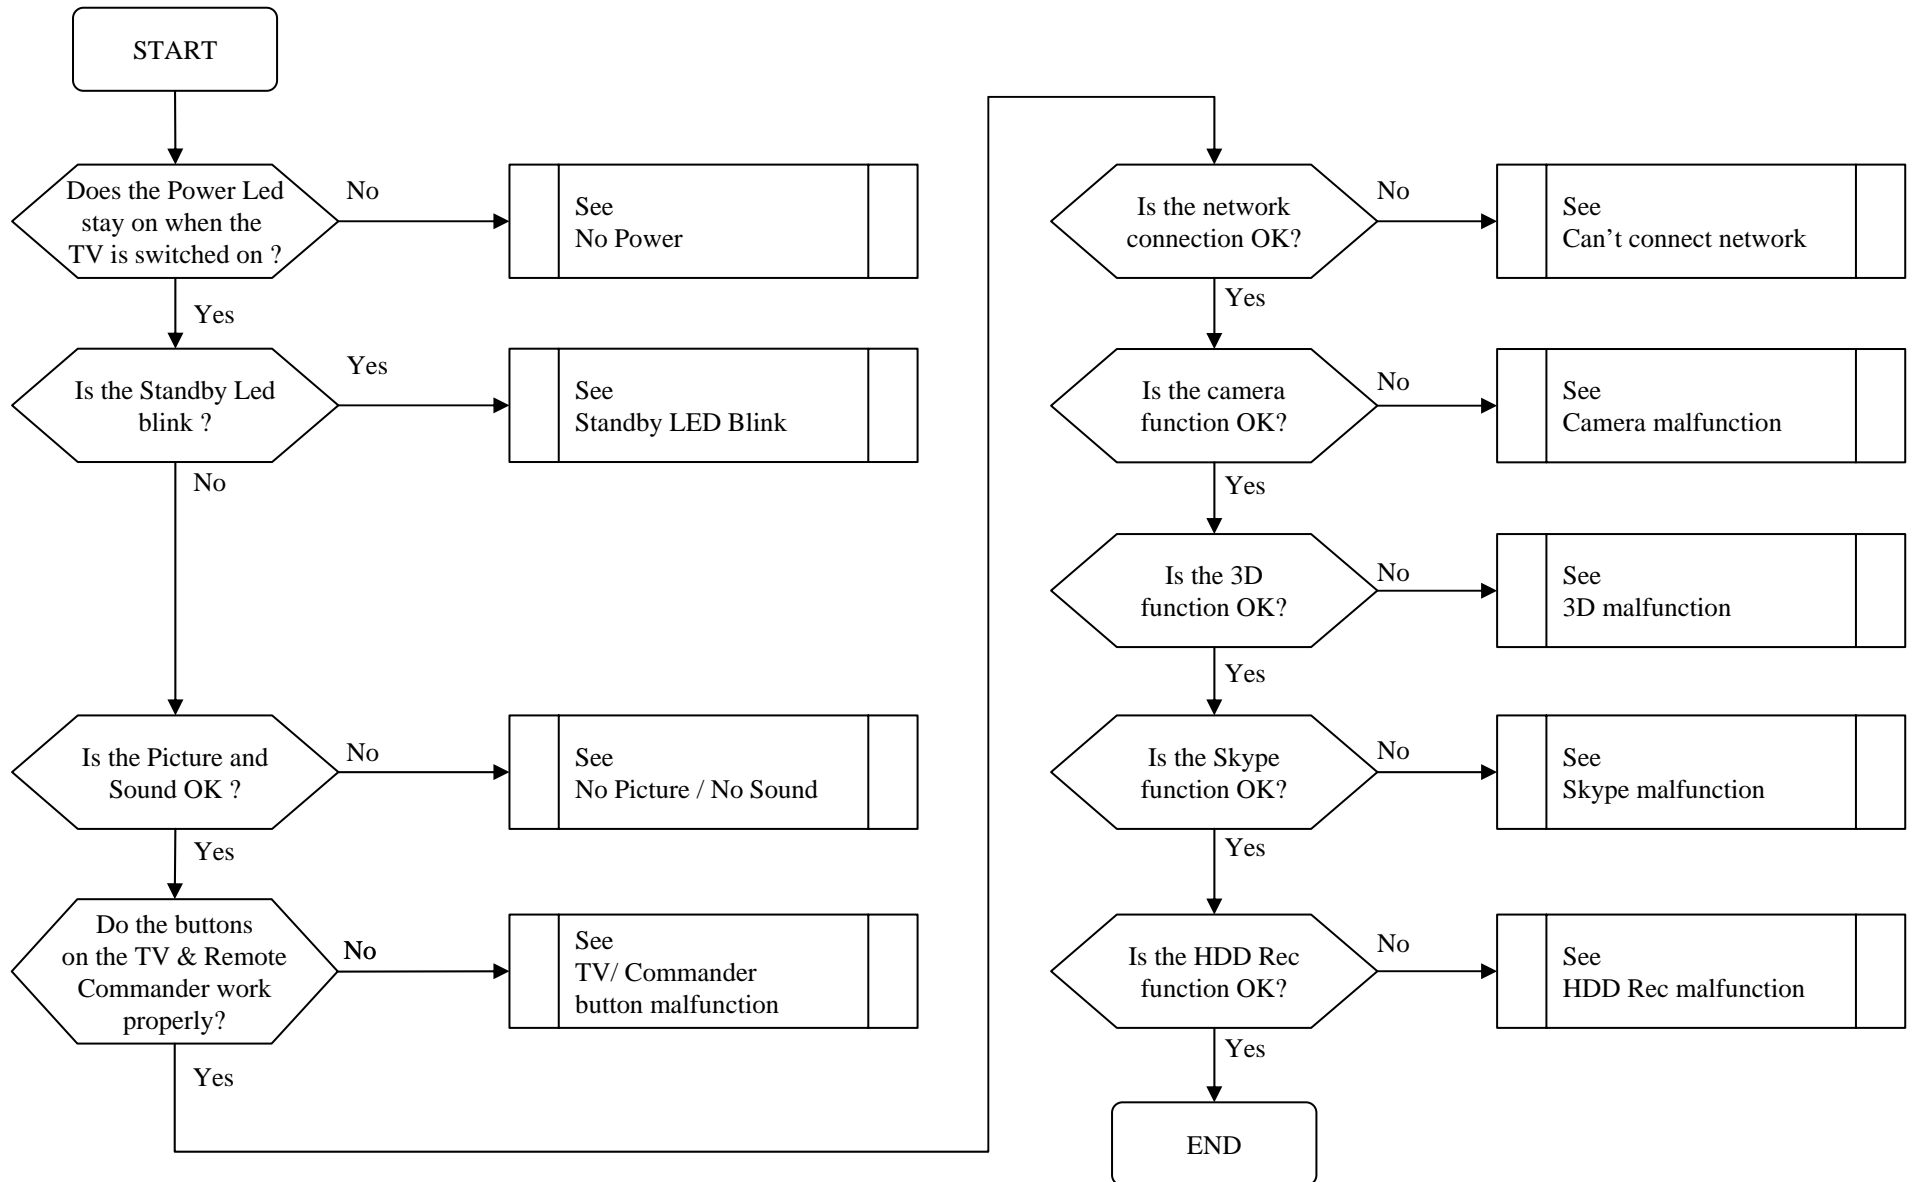 START
Does the Power Led
stay on when the
TV is switched on ?
No
See
No Power
Yes
Is the Standby Led
blink ?
Yes
See
Standby LED Blink
No
Is the Picture and
Sound OK ?
No
See
No Picture / No Sound
Yes
Do the buttons
on the TV & Remote
Commander work
properly?
No
See
TV/ Commander
button malfunction
Yes
Is the network
connection OK?
No
See
Can’t connect network
Yes
Is the camera
function OK?
No
See
Camera malfunction
Yes
Is the 3D
function OK?
No
See
3D malfunction
Yes
Is the Skype
function OK?
No
See
Skype malfunction
Yes
Is the HDD Rec
function OK?
No
See
HDD Rec malfunction
Yes
END